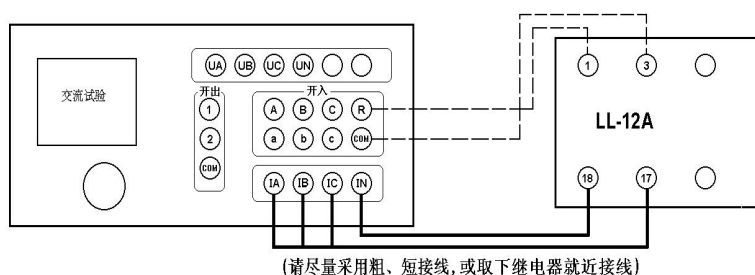 UA UB UC UN
交流试验
开出 开入
1 A B C R
2 a b c COM
COM
IA IB IC IN
1 3
LL-12A
18 17
(请尽量采用粗、短接线,或取下继电器就近接线)